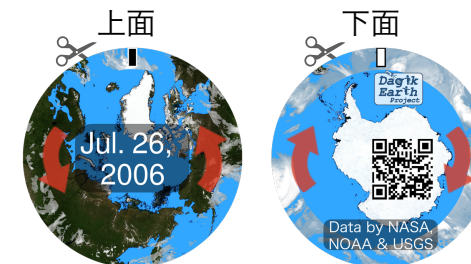 上面
下面
Jul. 26,
2006
Dagik
Earth
Project
Data by NASA,
NOAA & USGS